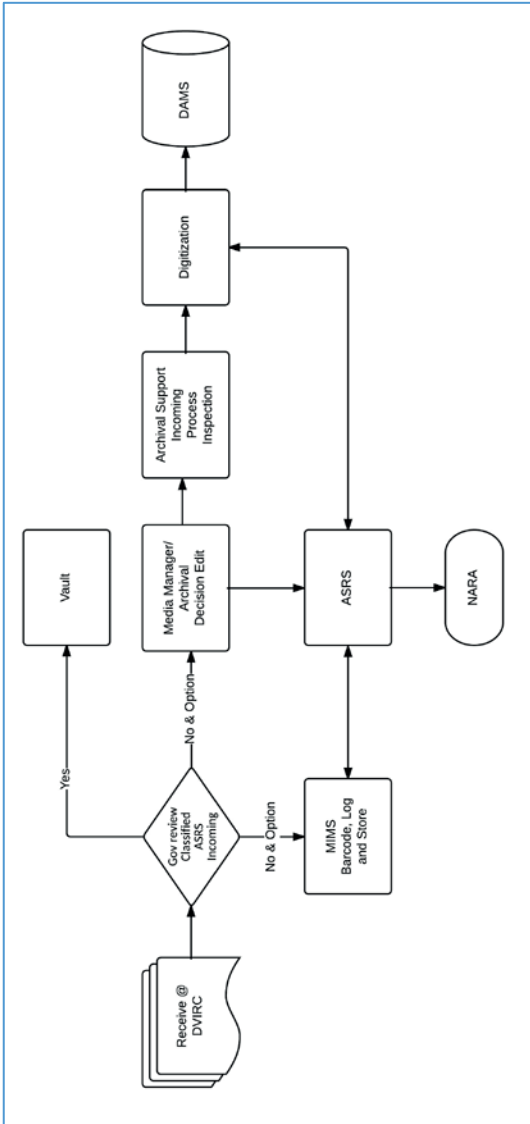 Receive @
DVIRC
Gov review
Classified
ASRS
Incoming
Yes
Vault
No & Option
Media Manager/
Archival
Decision Edit
Archival Support
Incoming
Process
Inspection
Digitization
DAMS
No & Option
MIMS
Barcode, Log
and Store
ASRS
NARA